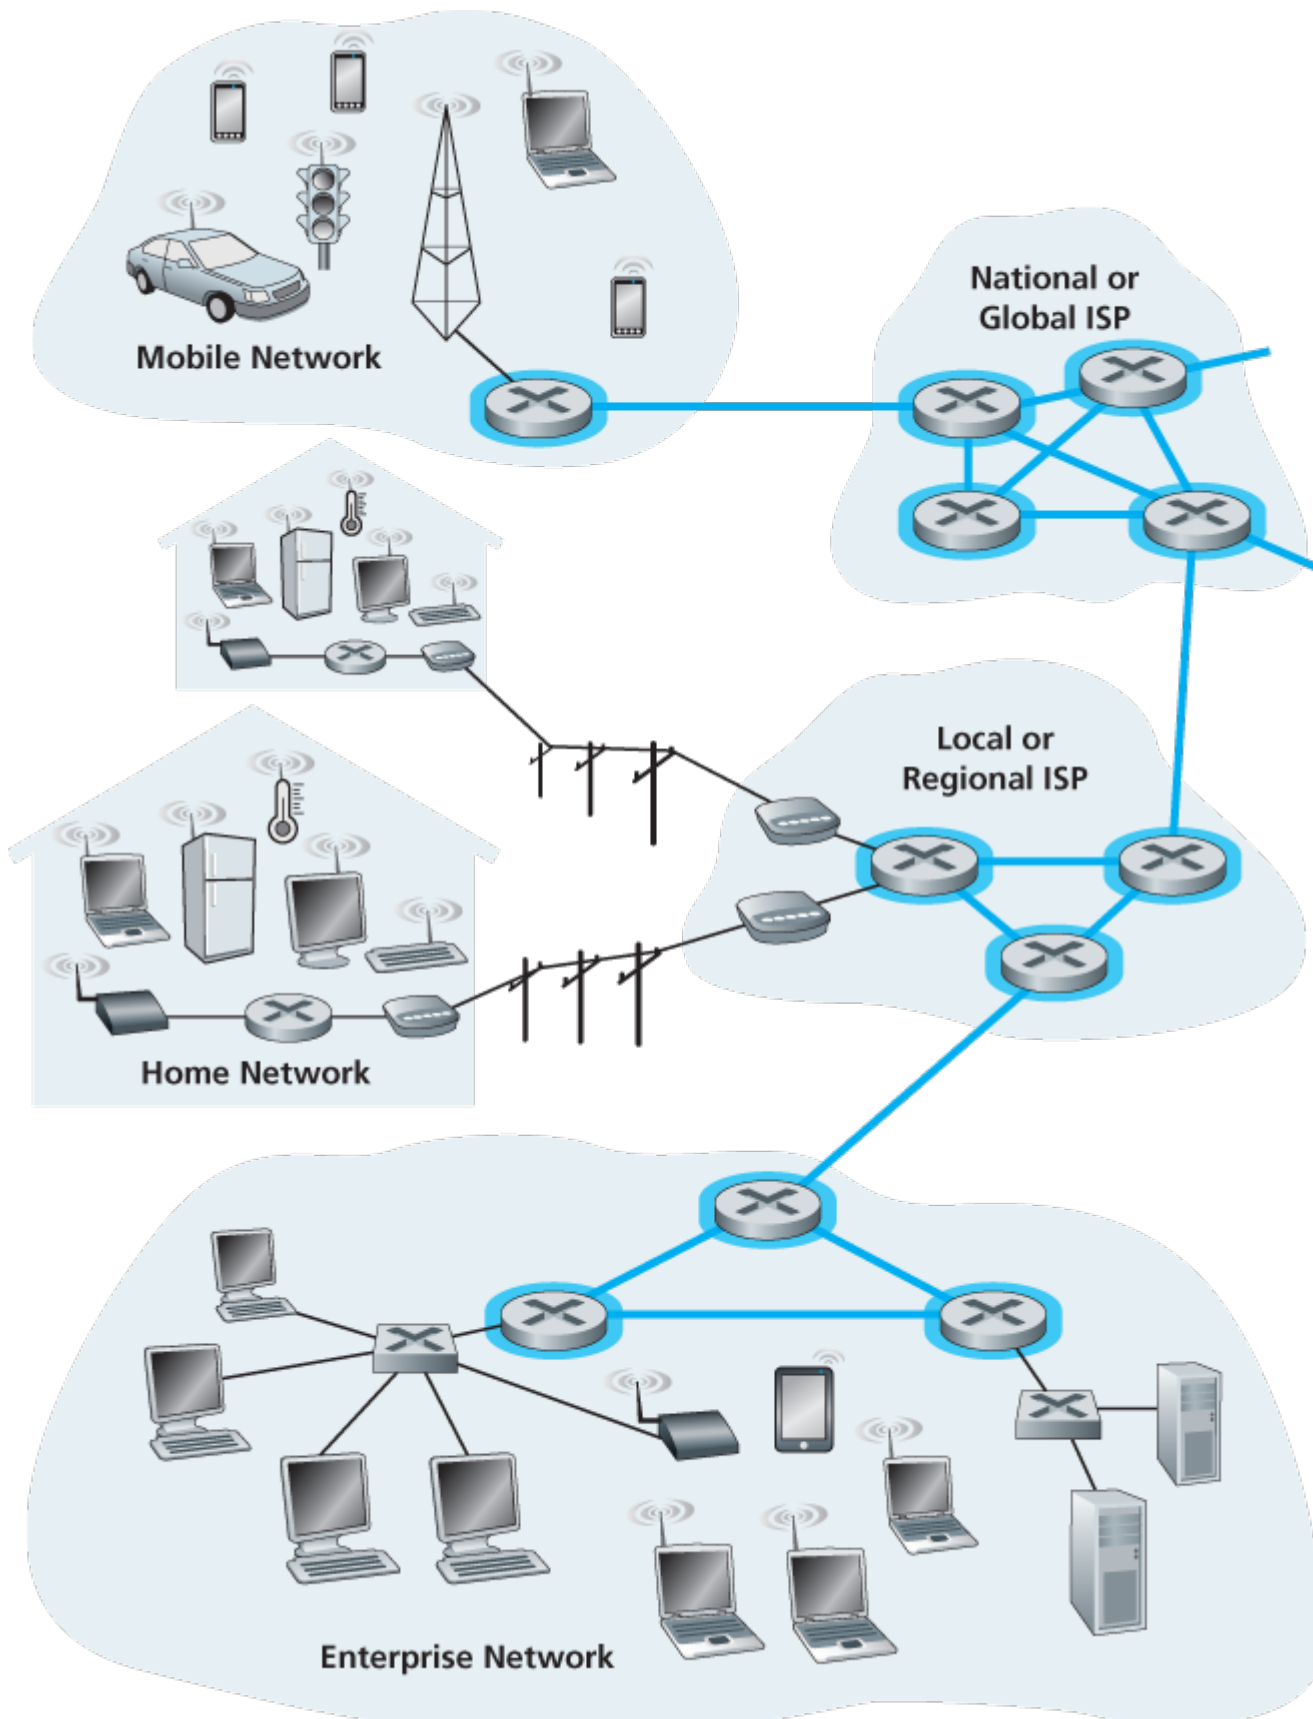 National or
Global ISP
Mobile Network
Local or
Regional ISP
Home Network
Enterprise Network